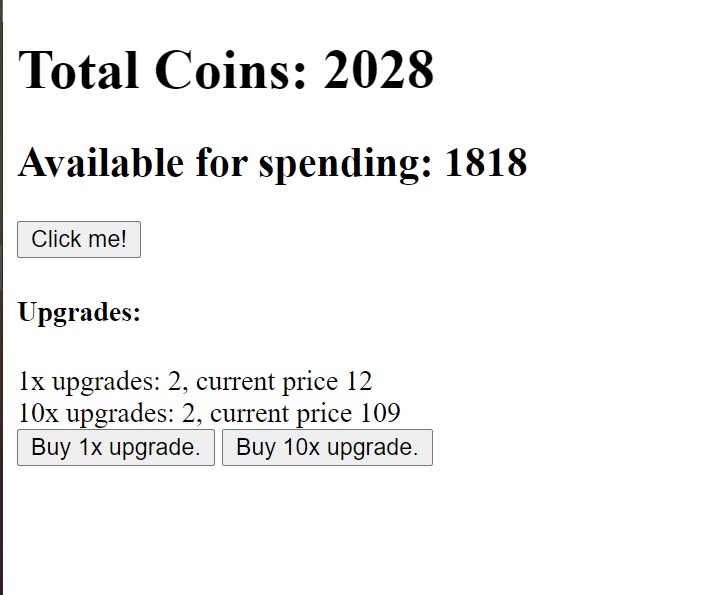 Total Coins: 2028
Available for spending: 1818
Click me!
Upgrades:
1x upgrades: 2, current price 12
10x upgrades: 2, current price 109
Buy 1x upgrade. Buy 10x upgrade.